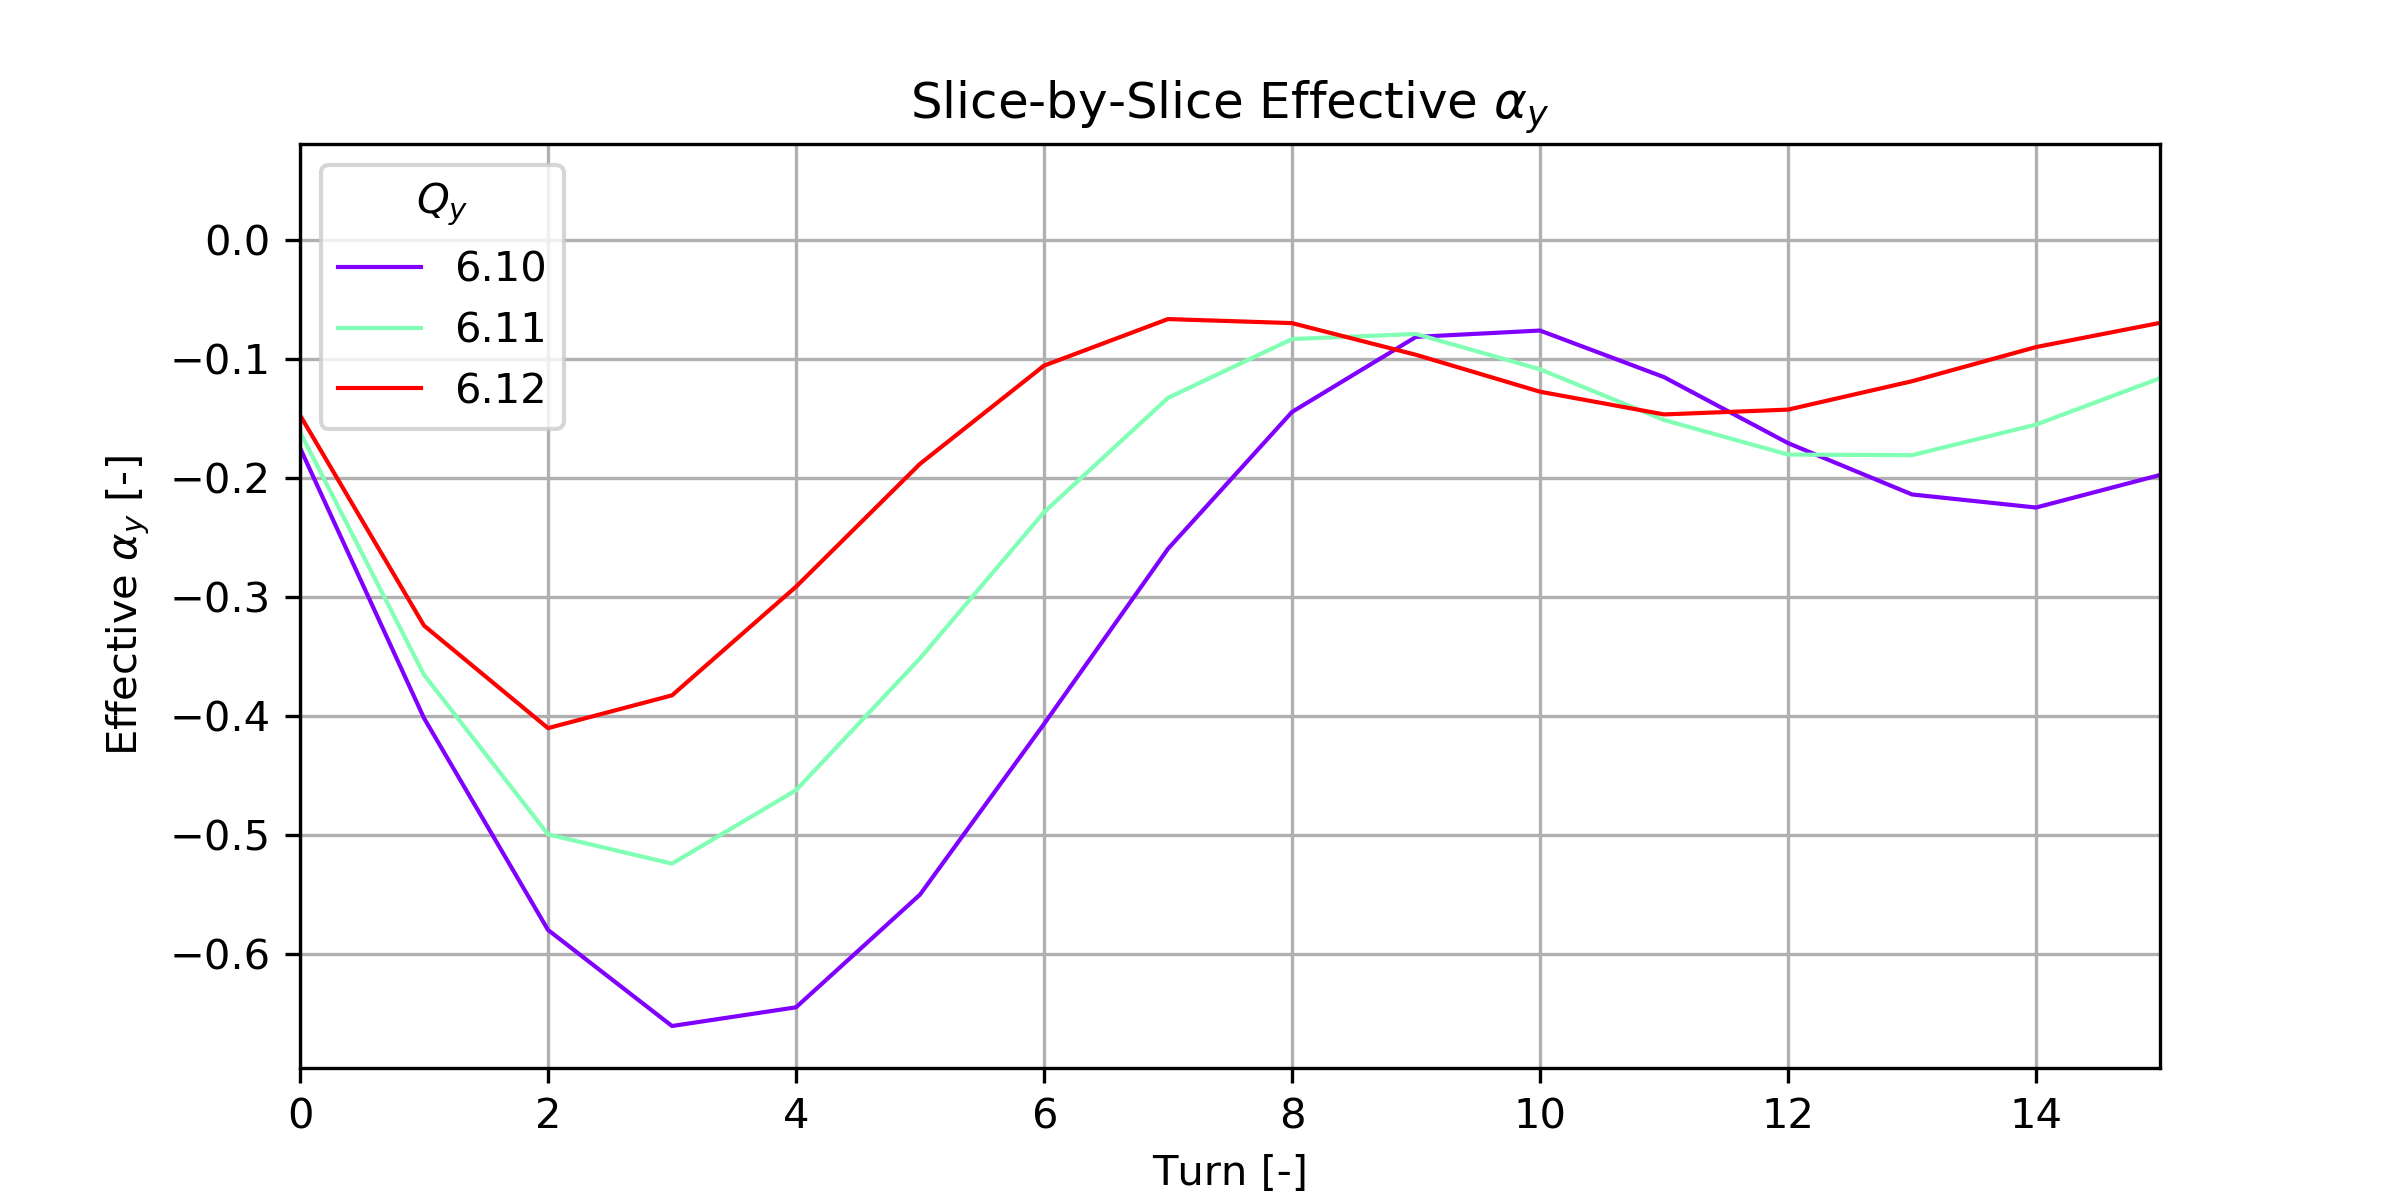 Slice-by-Slice Effective αy
Qy
6.10
6.11
6.12
0.0
−0.1
−0.2
−0.3
−0.4
−0.5
−0.6
Effective αy [-]
0 2 4 6 8 10 12 14
Turn [-]